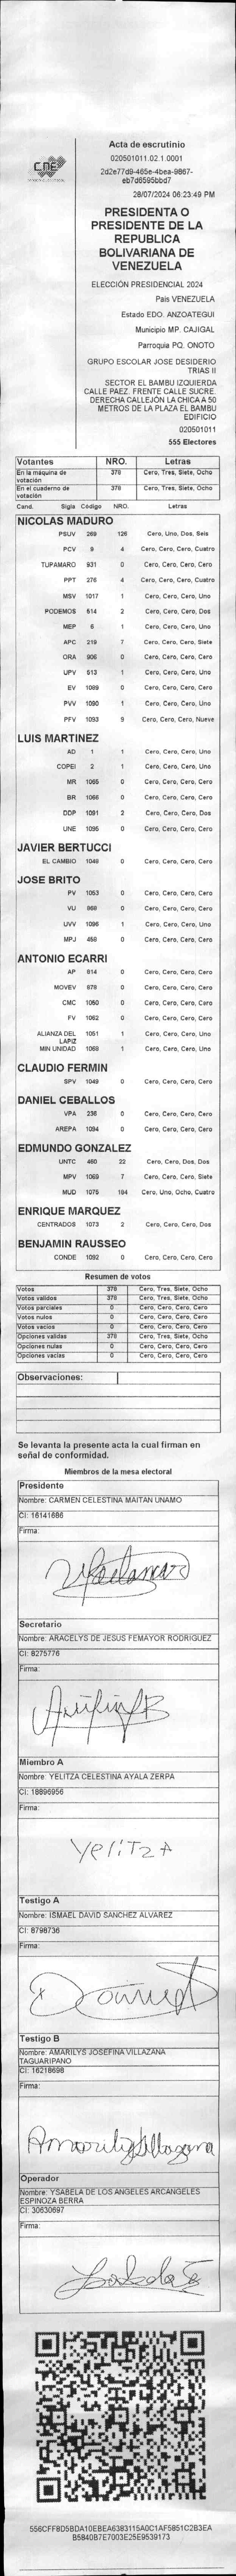 CNE
Acta de escrutinio
020501011.02.1.0001
2d2e77d9-465e-4bea-9867-
eb7d6595bbd7
28/07/2024 06:23:49 PM
PRESIDENTA O
PRESIDENTE DE LA
REPUBLICA
BOLIVARIANA DE
VENEZUELA
ELECCIÓN PRESIDENCIAL 2024
Pais VENEZUELA
Estado EDO. ANZOATEGUI
Municipio MP. CAJIGAL
Parroquia PQ. ONOTO
GRUPO ESCOLAR JOSE DESIDERIO
TRIAS II
SECTOR EL BAMBU IZQUIERDA
CALLE PAEZ. FRENTE CALLE SUCRE.
DERECHA CALLEJÓN LA CHICA A 50
METROS DE LA PLAZA EL BAMBU
EDIFICIO
020501011
555 Electores
Votantes NRO. Letras
En la máquina de votación 378 Cero, Tres, Siete, Ocho
En el cuaderno de votación 378 Cero, Tres, Siete, Ocho
Cand. Sigla Código NRO. Letras
NICOLAS MADURO
PSUV 269 126 Cero, Uno, Dos, Seis
PCV 9 4 Cero, Cero, Cero, Cuatro
TUPAMARO 931 0 Cero, Cero, Cero, Cero
PPT 276 4 Cero, Cero, Cero, Cuatro
MSV 1017 1 Cero, Cero, Cero, Uno
PODEMOS 514 2 Cero, Cero, Cero, Dos
MEP 6 1 Cero, Cero, Cero, Uno
APC 219 7 Cero, Cero, Cero, Siete
ORA 906 0 Cero, Cero, Cero, Cero
UPV 513 1 Cero, Cero, Cero, Uno
EV 1089 0 Cero, Cero, Cero, Cero
PVV 1090 1 Cero, Cero, Cero, Uno
PFV 1093 9 Cero, Cero, Cero, Nueve
LUIS MARTINEZ
AD 1 1 Cero, Cero, Cero, Uno
COPEI 2 1 Cero, Cero, Cero, Uno
MR 1065 0 Cero, Cero, Cero, Cero
BR 1066 0 Cero, Cero, Cero, Cero
DDP 1091 2 Cero, Cero, Cero, Dos
UNE 1095 0 Cero, Cero, Cero, Cero
JAVIER BERTUCCI
EL CAMBIO 1049 0 Cero, Cero, Cero, Cero
JOSE BRITO
PV 1053 0 Cero, Cero, Cero, Cero
VU 868 0 Cero, Cero, Cero, Cero
UVV 1096 1 Cero, Cero, Cero, Uno
MPJ 458 0 Cero, Cero, Cero, Cero
ANTONIO ECARRI
AP 914 0 Cero, Cero, Cero, Cero
MOVEV 978 0 Cero, Cero, Cero, Cero
CMC 1050 0 Cero, Cero, Cero, Cero
FV 1062 0 Cero, Cero, Cero, Cero
ALIANZA DEL LAPIZ 1051 1 Cero, Cero, Cero, Uno
MIN UNIDAD 1068 1 Cero, Cero, Cero, Uno
CLAUDIO FERMIN
SPV 1048 0 Cero, Cero, Cero, Cero
DANIEL CEBALLOS
VPA 236 0 Cero, Cero, Cero, Cero
AREPA 1094 0 Cero, Cero, Cero, Cero
EDMUNDO GONZALEZ
UNTC 460 22 Cero, Cero, Dos, Dos
MPV 1069 7 Cero, Cero, Cero, Siete
MUD 1075 184 Cero, Uno, Ocho, Cuatro
ENRIQUE MARQUEZ
CENTRADOS 1073 2 Cero, Cero, Cero, Dos
BENJAMIN RAUSSEO
CONDE 1092 0 Cero, Cero, Cero, Cero
Resumen de votos
Votos 378 Cero, Tres, Siete, Ocho
Votos validos 378 Cero, Tres, Siete, Ocho
Votos parciales 0 Cero, Cero, Cero, Cero
Votos nulos 0 Cero, Cero, Cero, Cero
Votos vacios 0 Cero, Cero, Cero, Cero
Opciones validas 378 Cero, Tres, Siete, Ocho
Opciones nulas 0 Cero, Cero, Cero, Cero
Opciones vacias 0 Cero, Cero, Cero, Cero
Observaciones:
Se levanta la presente acta la cual firman en
señal de conformidad.
Miembros de la mesa electoral
Presidente
Nombre: CARMEN CELESTINA MAITAN UNAMO
CI: 16141686
Firma:
Secretario
Nombre: ARACELYS DE JESUS FEMAYOR RODRIGUEZ
CI: 8275776
Firma:
Miembro A
Nombre: YELITZA CELESTINA AYALA ZERPA
CI: 18896956
Firma:
YeliTzA
Testigo A
Nombre: ISMAEL DAVID SANCHEZ ALVAREZ
CI: 8798736
Firma:
Testigo B
Nombre: AMARILYS JOSEFINA VILLAZANA
TAGUARIPANO
CI: 16218698
Firma:
Amarilys Villazana
Operador
Nombre: YSABELA DE LOS ANGELES ARCANGELES
ESPINOZA BERRA
CI: 30630697
Firma:
556CFF8D5BDA10EBEA6383115A0C1AF5851C2B3EA
B5840B7E7003E25E9539173